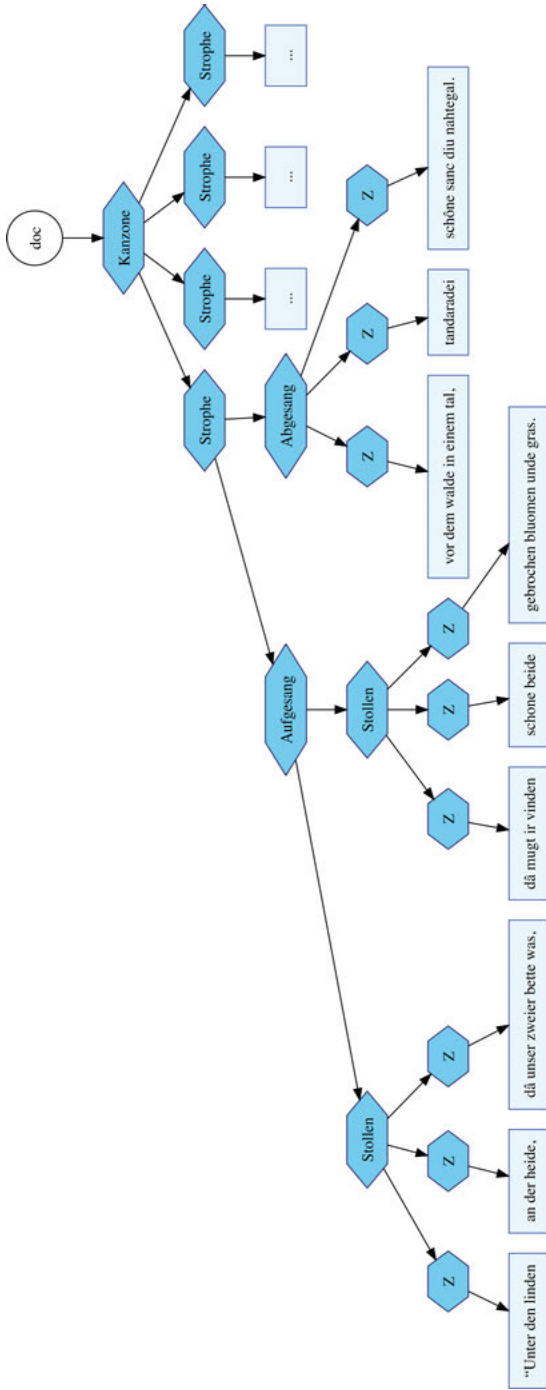 doc
Kanzone
Strophe
Strophe
Strophe
Strophe
Aufgesang
Abgesang
...
...
...
Stollen
Stollen
Z
Z
Z
Z
Z
Z
Z
Z
Z
"Unter den linden
an der heide,
dâ unser zweier bette was,
dâ mugt ir vinden
schone beide
gebrochen bluomen unde gras.
vor dem walde in einem tal,
tandaradei
schône sanc diu nahtegal.